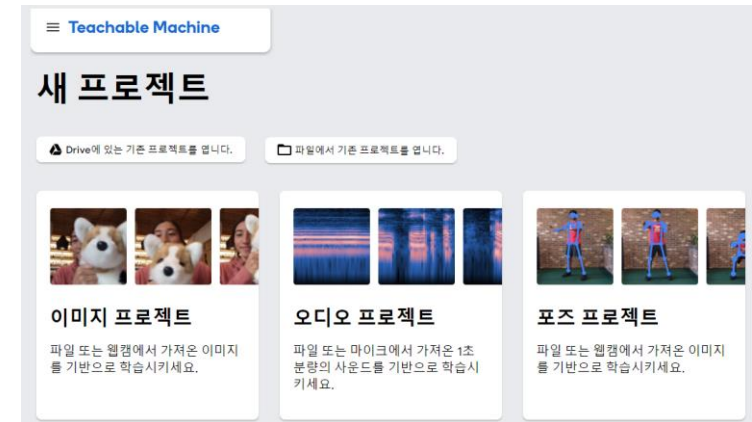 Teachable Machine
새 프로젝트
Drive에 있는 기존 프로젝트를 엽니다.
파일에서 기존 프로젝트를 엽니다.
이미지 프로젝트
파일 또는 웹캠에서 가져온 이미지
를 기반으로 학습시키세요.
오디오 프로젝트
파일 또는 마이크에서 가져온 1초
분량의 사운드를 기반으로 학습시
키세요.
포즈 프로젝트
파일 또는 웹캠에서 가져온 이미지
를 기반으로 학습시키세요.